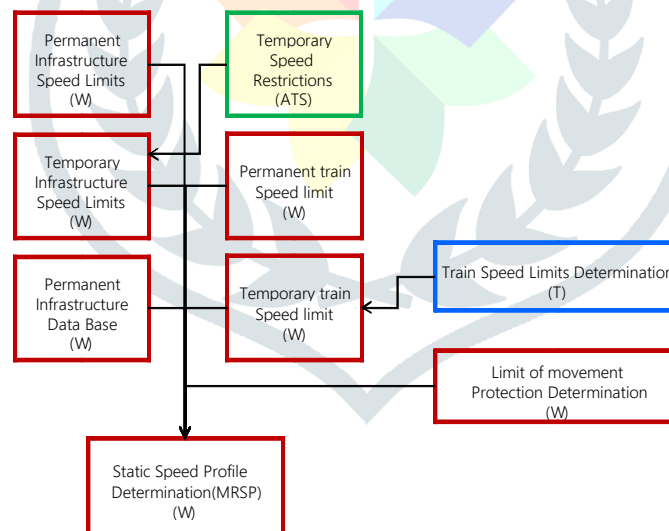 Permanent
Infrastructure
Speed Limits
(W)
Temporary
Speed
Restrictions
(ATS)
Temporary
Infrastructure
Speed Limits
(W)
Permanent train
Speed limit
(W)
Permanent
Infrastructure
Data Base
(W)
Temporary train
Speed limit
(W)
Train Speed Limits Determination
(T)
Limit of movement
Protection Determination
(W)
Static Speed Profile
Determination(MRSP)
(W)